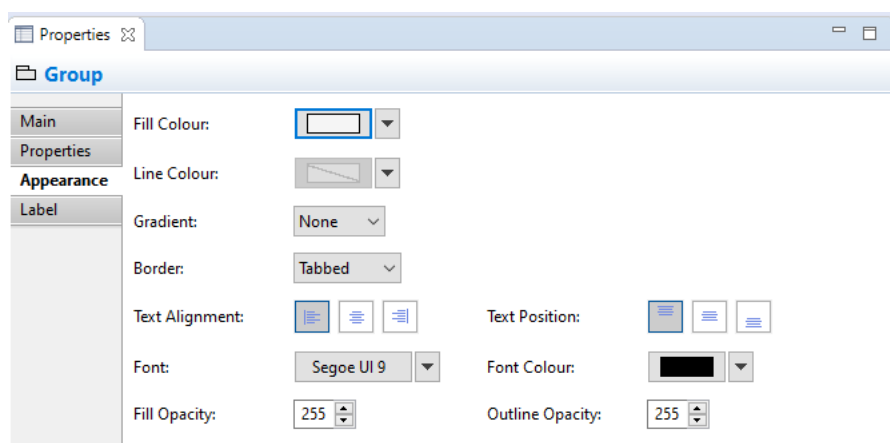 Properties
Group
Main
Properties
Appearance
Label
Fill Colour:
Line Colour:
Gradient: None
Border: Tabbed
Text Alignment: Text Position:
Font: Segoe UI 9 Font Colour:
Fill Opacity: 255 Outline Opacity: 255